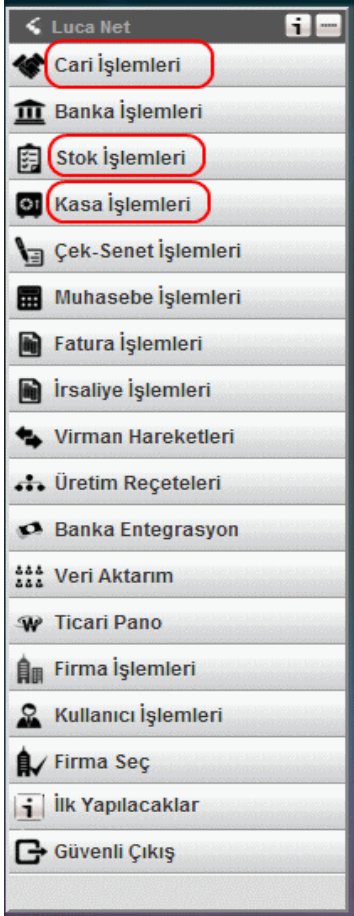 Luca Net
Cari İşlemleri
Banka İşlemleri
Stok İşlemleri
Kasa İşlemleri
Çek-Senet İşlemleri
Muhasebe İşlemleri
Fatura İşlemleri
İrsaliye İşlemleri
Virman Hareketleri
Üretim Reçeteleri
Banka Entegrasyon
Veri Aktarım
Ticari Pano
Firma İşlemleri
Kullanıcı İşlemleri
Firma Seç
İlk Yapılacaklar
Güvenli Çıkış